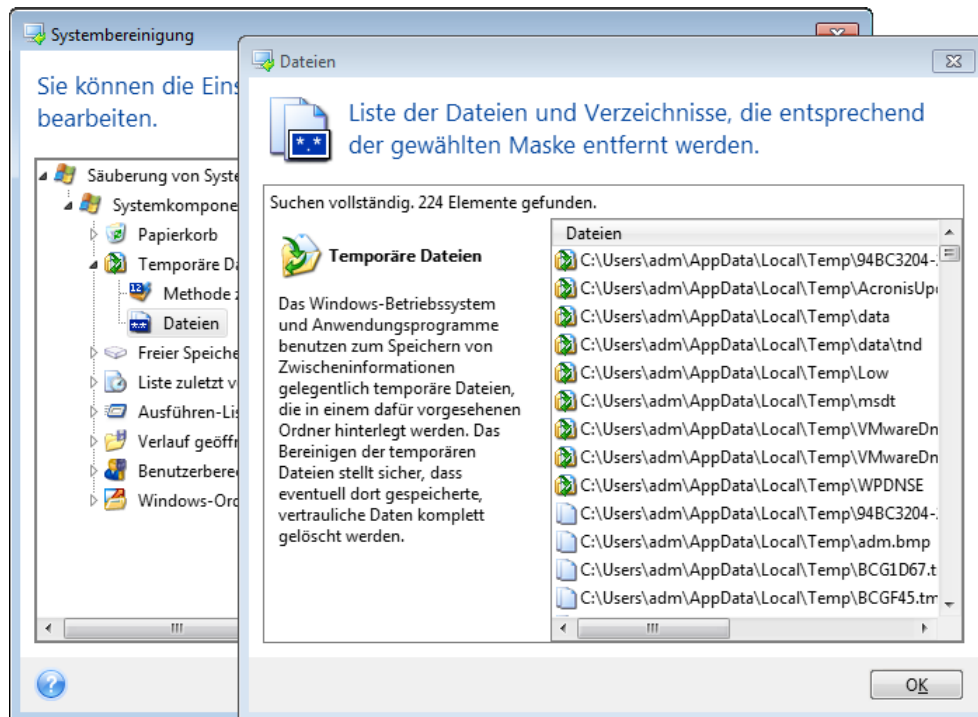 Systembereinigung
Sie können die Eins
bearbeiten.
Säuberung von Syste
Systemkompone
Papierkorb
Temporäre Da
Methode z
Dateien
Freier Speiche
Liste zuletzt v
Ausführen-Lis
Verlauf geöffn
Benutzerberei
Windows-Ord
Dateien
Liste der Dateien und Verzeichnisse, die entsprechend
der gewählten Maske entfernt werden.
Suchen vollständig. 224 Elemente gefunden.
Temporäre Dateien
Das Windows-Betriebssystem
und Anwendungsprogramme
benutzen zum Speichern von
Zwischeninformationen
gelegentlich temporäre Dateien,
die in einem dafür vorgesehenen
Ordner hinterlegt werden. Das
Bereinigen der temporären
Dateien stellt sicher, dass
eventuell dort gespeicherte,
vertrauliche Daten komplett
gelöscht werden.
Dateien
C:\Users\adm\AppData\Local\Temp\94BC3204-
C:\Users\adm\AppData\Local\Temp\AcronisUpd
C:\Users\adm\AppData\Local\Temp\data
C:\Users\adm\AppData\Local\Temp\data\tnd
C:\Users\adm\AppData\Local\Temp\Low
C:\Users\adm\AppData\Local\Temp\msdt
C:\Users\adm\AppData\Local\Temp\VMwareDn
C:\Users\adm\AppData\Local\Temp\VMwareDn
C:\Users\adm\AppData\Local\Temp\WPDNSE
C:\Users\adm\AppData\Local\Temp\94BC3204-
C:\Users\adm\AppData\Local\Temp\adm.bmp
C:\Users\adm\AppData\Local\Temp\BCG1D67.t
C:\Users\adm\AppData\Local\Temp\BCGF45.tm
OK